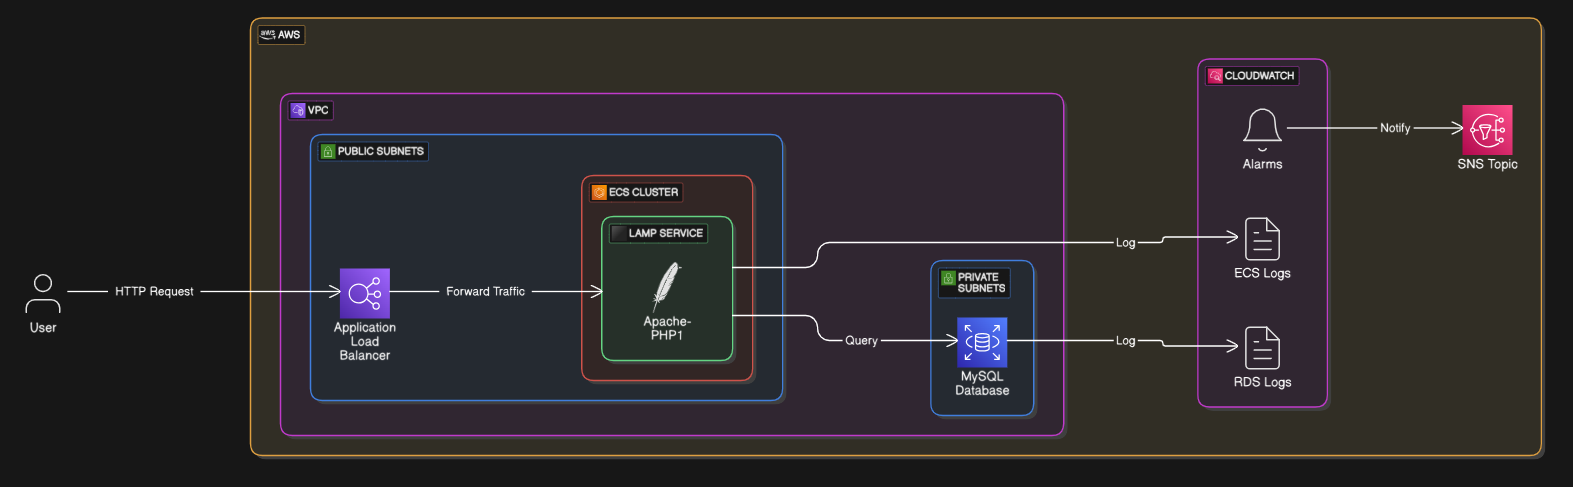 aws AWS
CLOUDWATCH
VPC
Notify
PUBLIC SUBNETS
Alarms
SNS Topic
ECS CLUSTER
LAMP SERVICE
Log
ECS Logs
PRIVATE
SUBNETS
HTTP Request
Forward Traffic
User
Application
Load
Balancer
Apache-
PHP1
Query
Log
MySQL
Database
RDS Logs